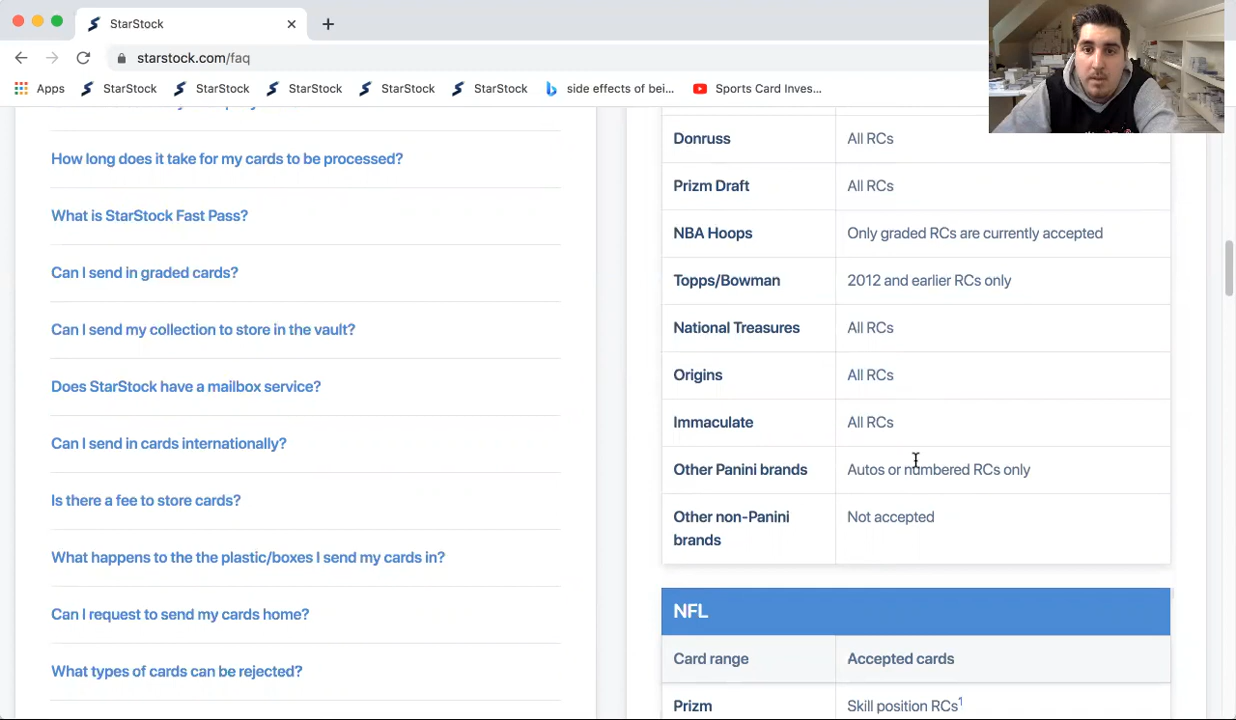 StarStock
starstock.com/faq
Apps
StarStock
StarStock
StarStock
StarStock
StarStock
side effects of bei...
Sports Card Inves...
How long does it take for my cards to be processed?
What is StarStock Fast Pass?
Can I send in graded cards?
Can I send my collection to store in the vault?
Does StarStock have a mailbox service?
Can I send in cards internationally?
Is there a fee to store cards?
What happens to the the plastic/boxes I send my cards in?
Can I request to send my cards home?
What types of cards can be rejected?
Donruss All RCs
Prizm Draft All RCs
NBA Hoops Only graded RCs are currently accepted
Topps/Bowman 2012 and earlier RCs only
National Treasures All RCs
Origins All RCs
Immaculate All RCs
Other Panini brands Autos or numbered RCs only
Other non-Panini Not accepted
brands
NFL
Card range Accepted cards
Prizm Skill position RCs¹